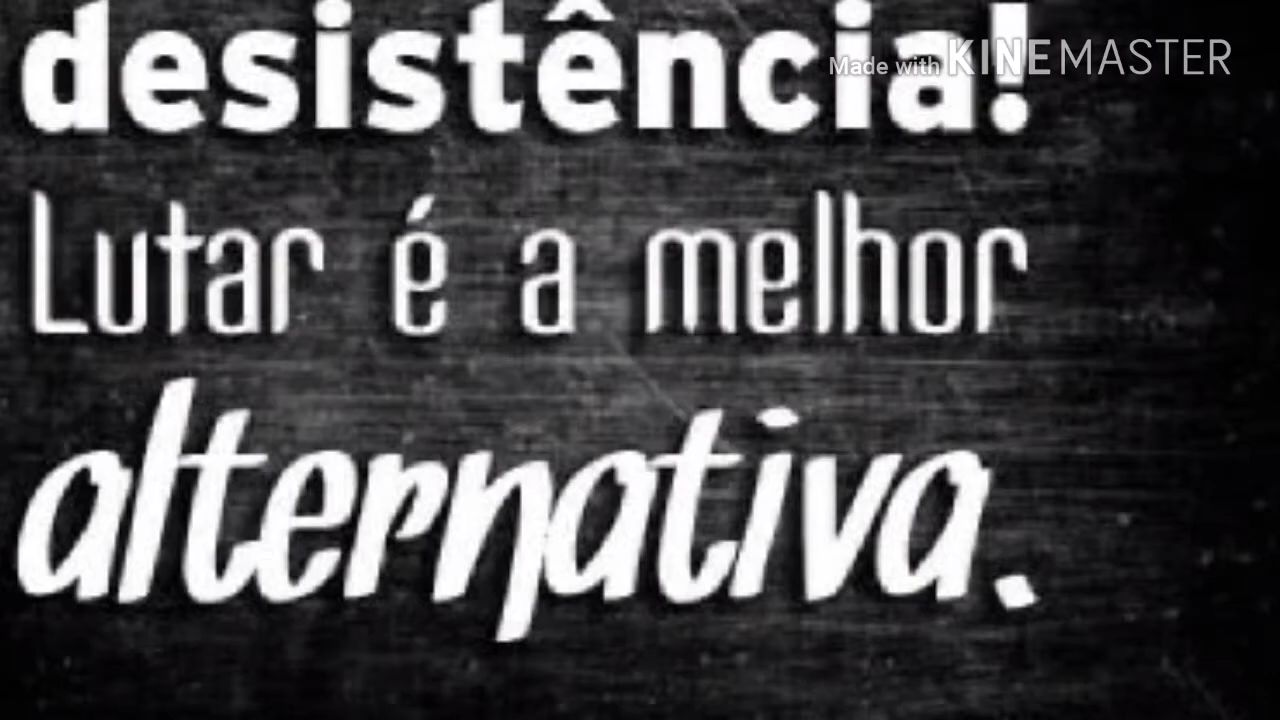 desistência!
Made with KINEMASTER
Lutar é a melhor
alternativa.